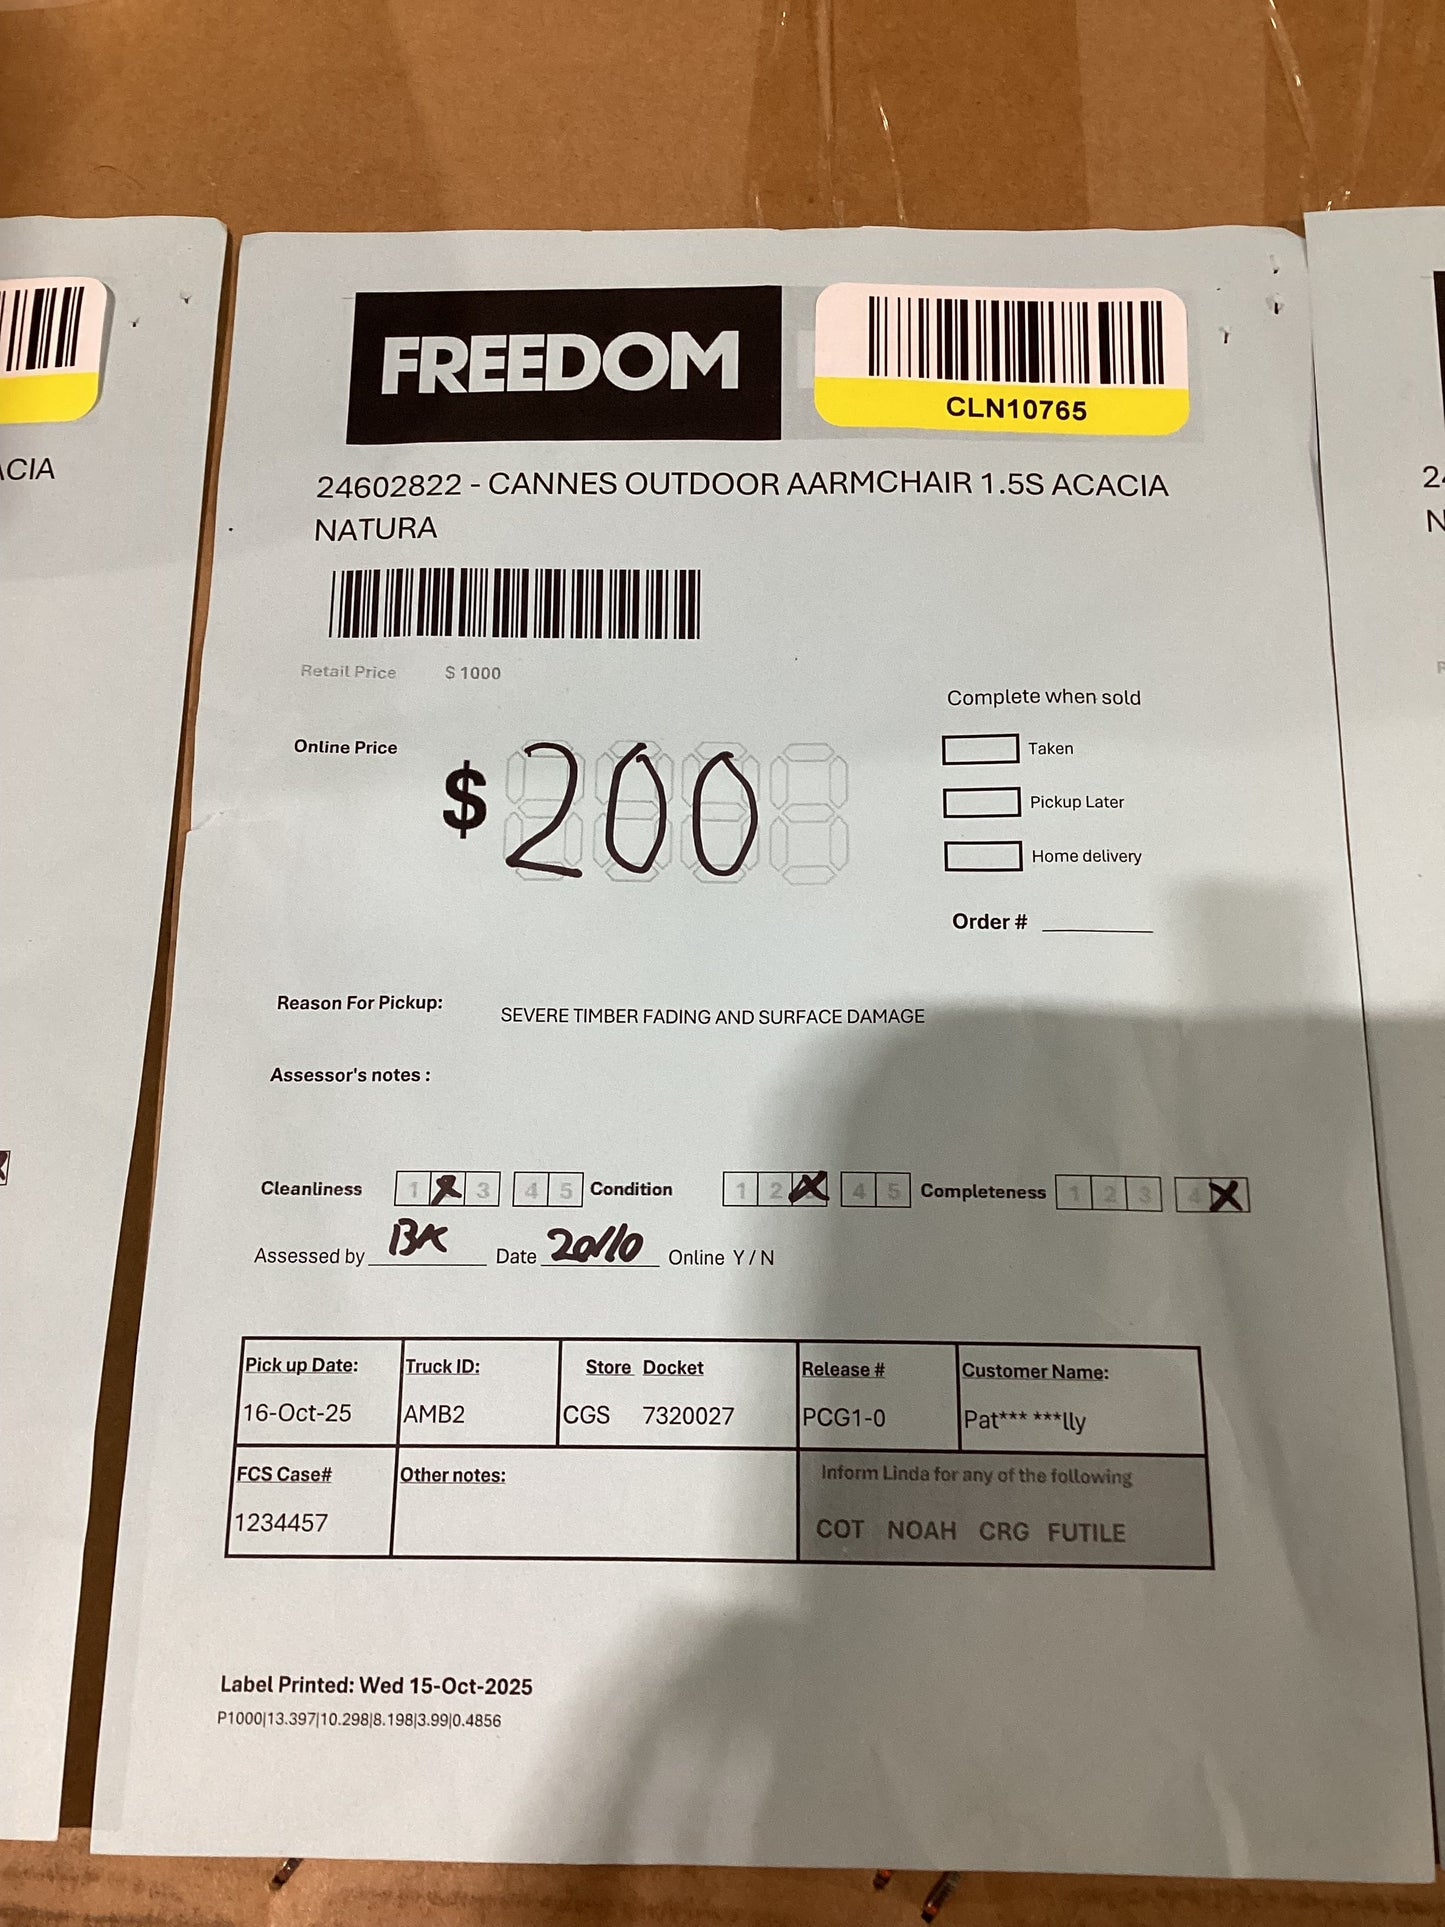 FREEDOM
CLN10765
ACIA
24602822 - CANNES OUTDOOR AARMCHAIR 1.5S ACACIA
NATURA
Retail Price $ 1000
Complete when sold
Online Price $ 200
Taken
Pickup Later
Home delivery
Order #
Reason For Pickup: SEVERE TIMBER FADING AND SURFACE DAMAGE
Assessor's notes :
Cleanliness 1 3 4 5 Condition 1 2 4 5 Completeness 1 2 3 4
Assessed by BK Date 20/10 Online Y / N
Pick up Date: Truck ID: Store Docket Release # Customer Name:
16-Oct-25 AMB2 CGS 7320027 PCG1-0 Pat*** ***lly
FCS Case# Other notes: Inform Linda for any of the following
1234457 COT NOAH CRG FUTILE
Label Printed: Wed 15-Oct-2025
P1000|13.397|10.298|8.198|3.99|0.4856